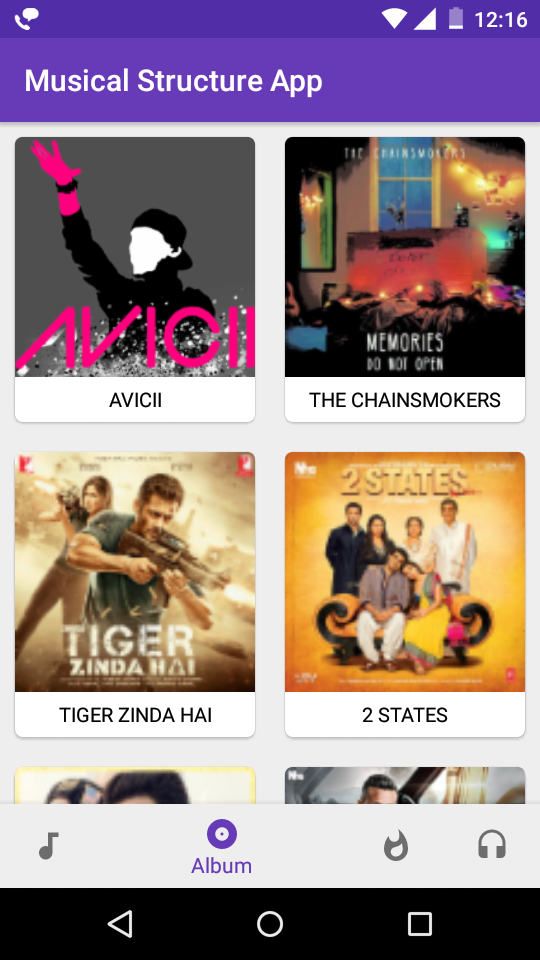 12:16
Musical Structure App
AVICII
THE CHAINSMOKERS
MEMORIES
DO NOT OPEN
AVICII
THE CHAINSMOKERS
TIGER
ZINDA HAI
2 STATES
TIGER ZINDA HAI
2 STATES
Album